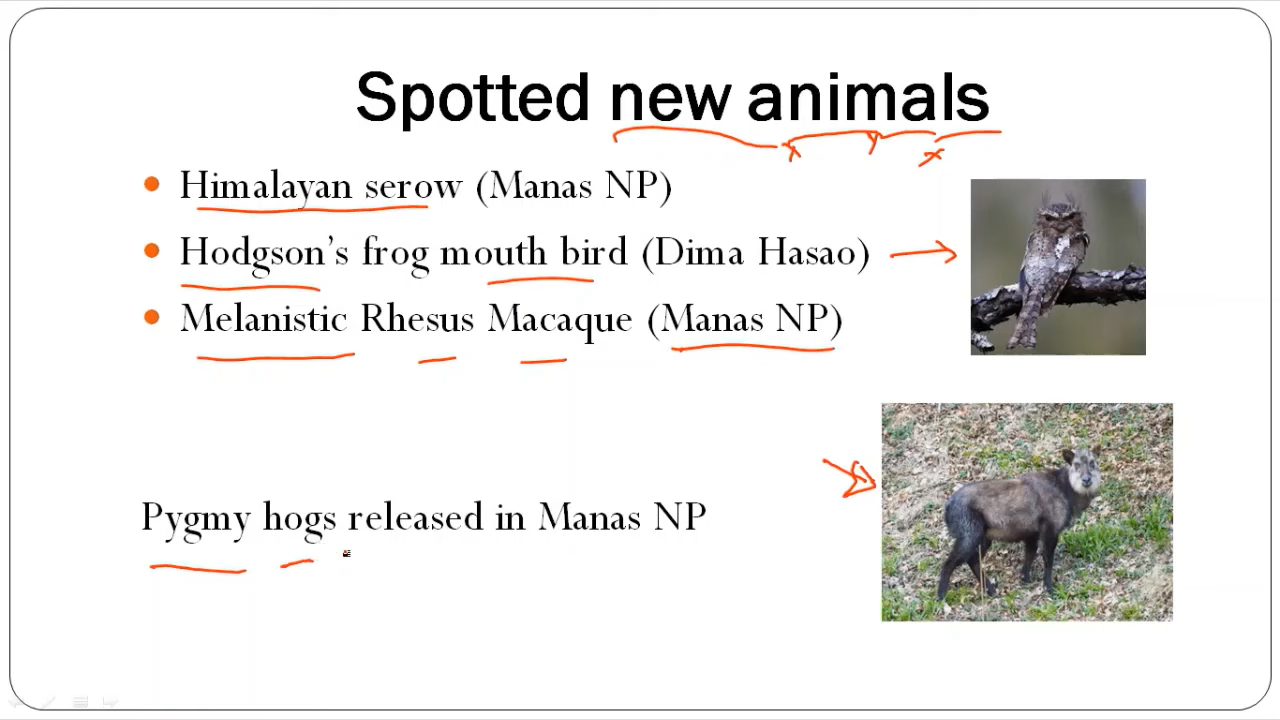 Spotted new animals
Himalayan serow (Manas NP)
Hodgson's frog mouth bird (Dima Hasao)
Melanistic Rhesus Macaque (Manas NP)
Pygmy hogs released in Manas NP